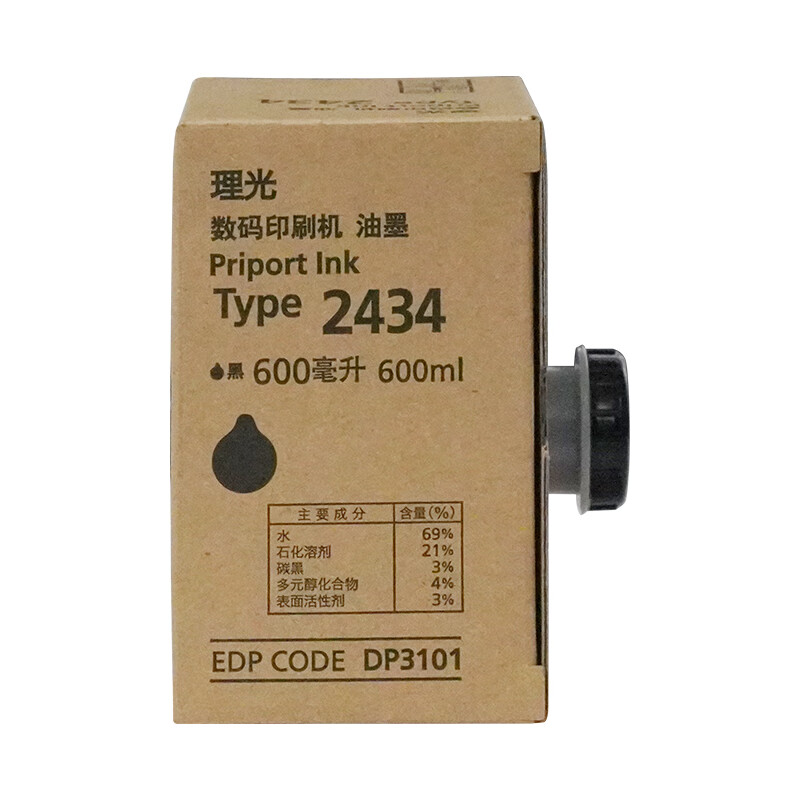 Type 2434
理光
数码印刷机 油墨
Priport Ink
Type 2434
黑 600毫升 600ml
主要成分 含量(%)
水 69%
石化溶剂 21%
碳黑 3%
多元醇化合物 4%
表面活性剂 3%
EDP CODE DP3101